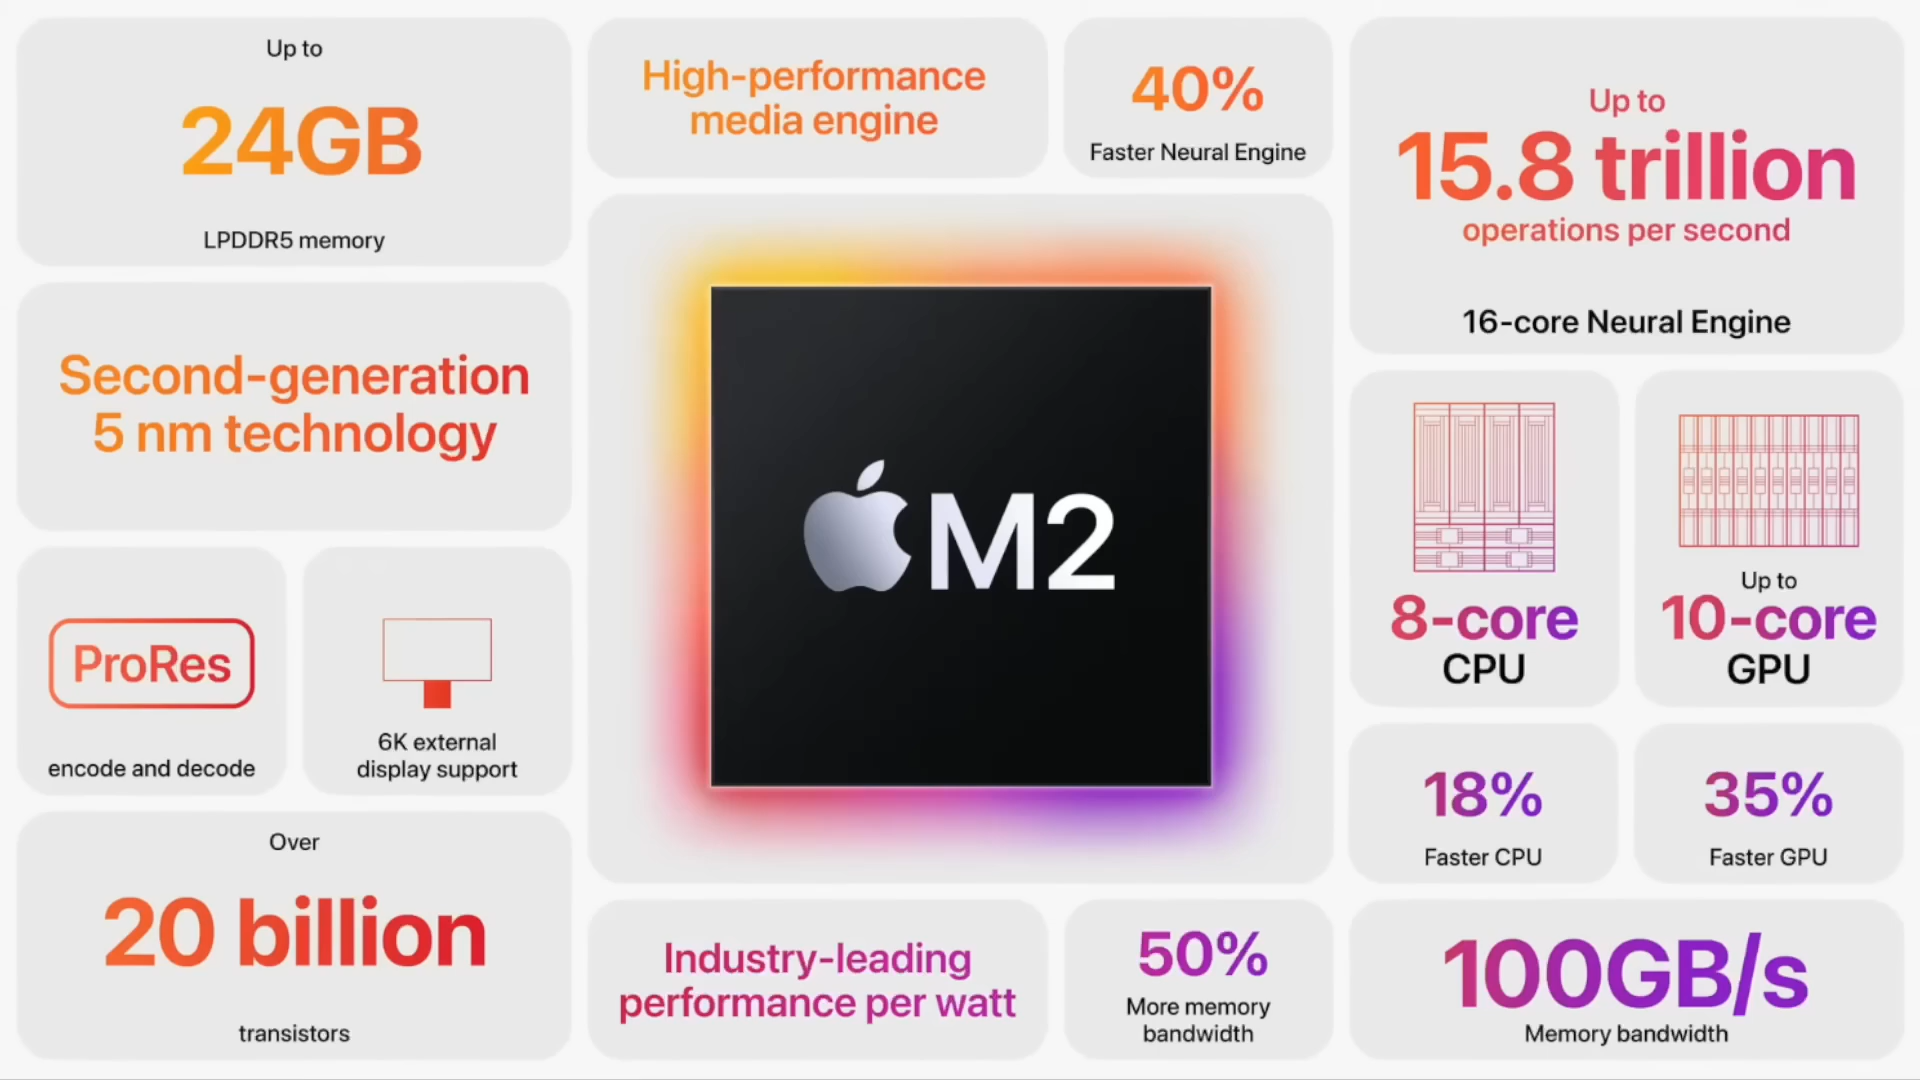 Up to
24GB
LPDDR5 memory
Second-generation
5 nm technology
ProRes
encode and decode
6K external
display support
Over
20 billion
transistors
High-performance
media engine
40%
Faster Neural Engine
M2
Industry-leading
performance per watt
50%
More memory
bandwidth
Up to
15.8 trillion
operations per second
16-core Neural Engine
8-core
CPU
Up to
10-core
GPU
18%
Faster CPU
35%
Faster GPU
100GB/s
Memory bandwidth